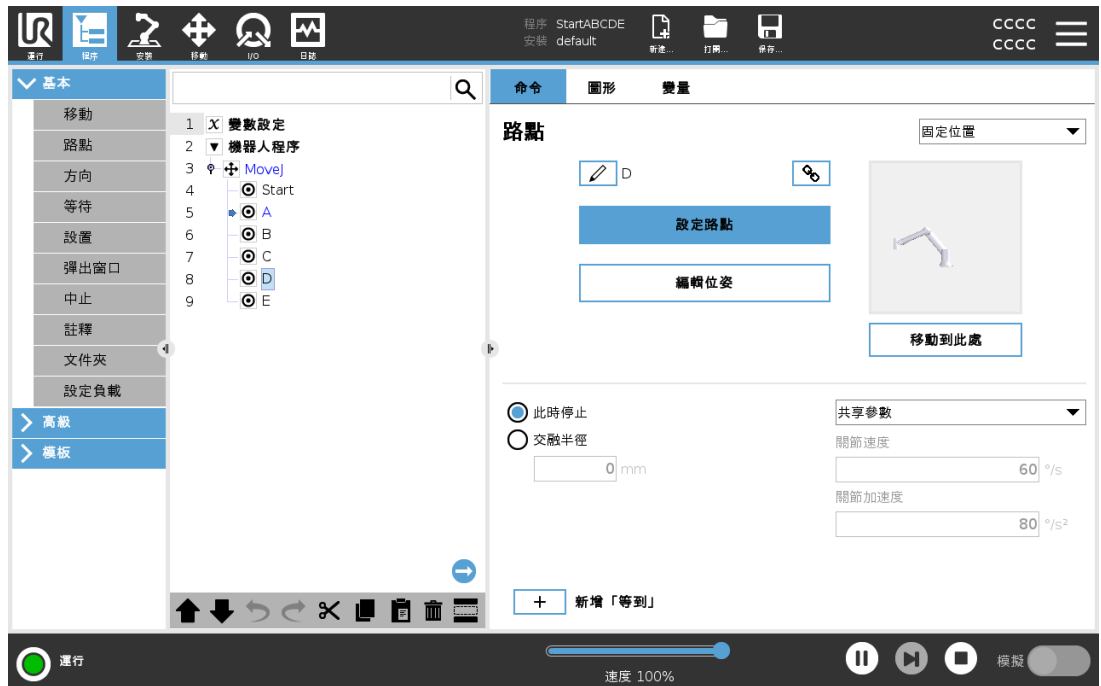 運行
程序
安裝
移動
I/O
日誌
程序 StartABCDE
安裝 default
新建...
打開...
保存...
CCCC
CCCC
基本
移動
路點
方向
等待
設置
彈出窗口
中止
註釋
文件夾
設定負載
高級
模板
1 X 變數設定
2 ▼ 機器人程序
3 MoveJ
4 Start
5 A
6 B
7 C
8 D
9 E
命令 圖形 變量
路點
固定位置
D
設定路點
編輯位姿
移動到此處
此時停止
交融半徑
0 mm
共享參數
關節速度
60 °/s
關節加速度
80 °/s²
+ 新增「等到」
運行
速度 100%
模擬